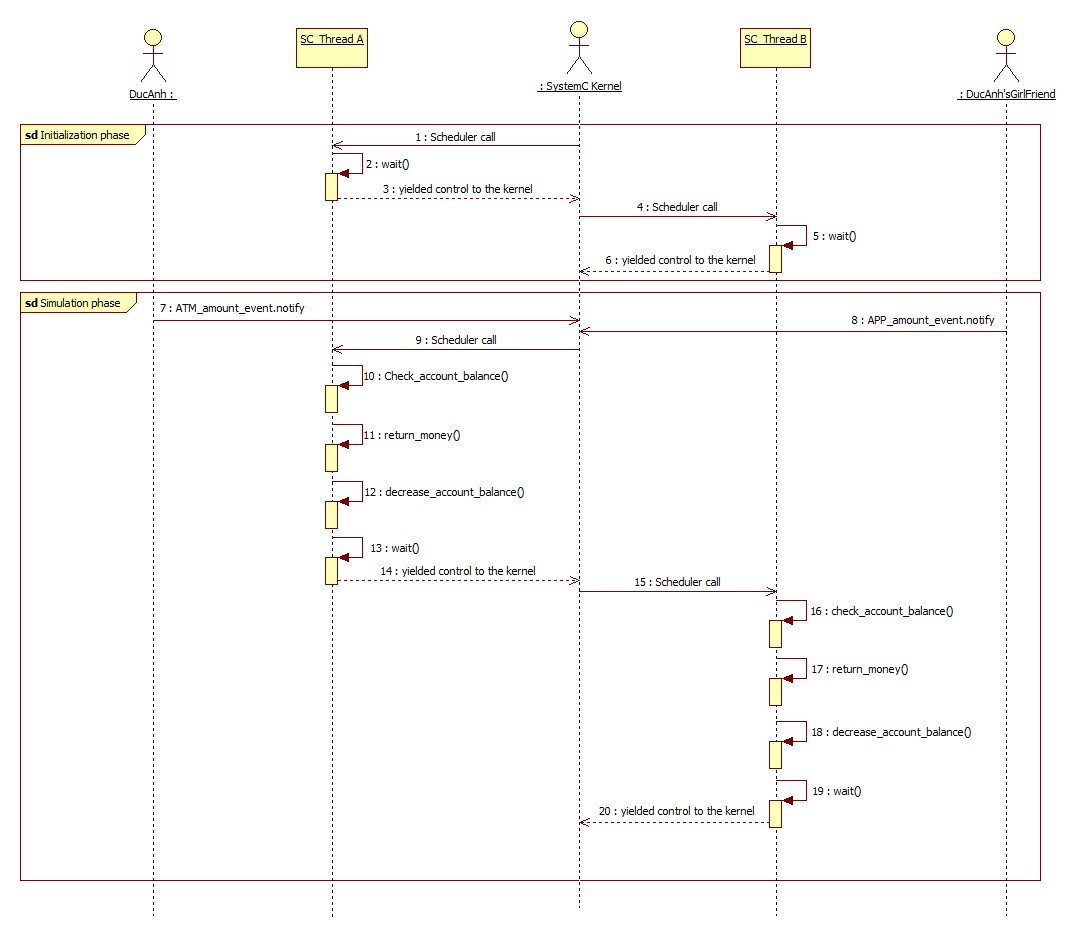 SC_Thread A
SC_Thread B
DucAnh :
: SystemC Kernel
: DucAnh'sGirlFriend
sd Initialization phase
1 : Scheduler call
2 : wait()
3 : yielded control to the kernel
4 : Scheduler call
5 : wait()
6 : yielded control to the kernel
sd Simulation phase
7 : ATM_amount_event.notify
8 : APP_amount_event.notify
9 : Scheduler call
10 : Check_account_balance()
11 : return_money()
12 : decrease_account_balance()
13 : wait()
14 : yielded control to the kernel
15 : Scheduler call
16 : check_account_balance()
17 : return_money()
18 : decrease_account_balance()
19 : wait()
20 : yielded control to the kernel